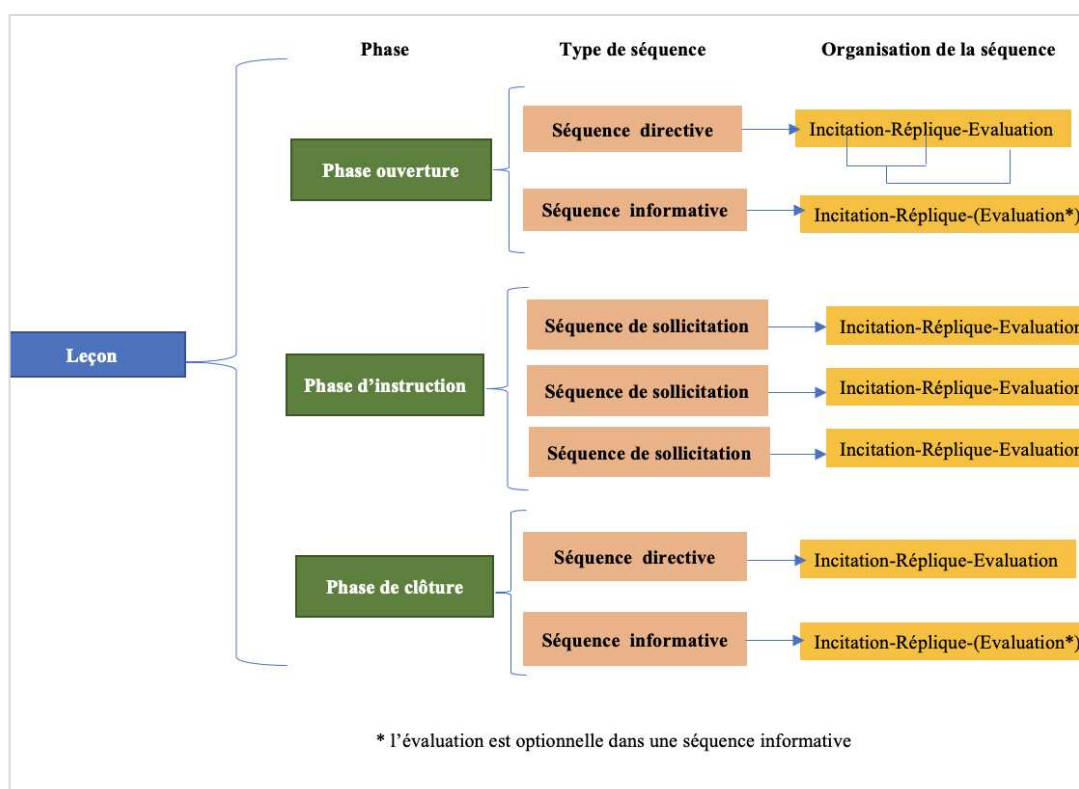 Phase
Type de séquence
Organisation de la séquence
Séquence directive
Incitation-Réplique-Evaluation
Phase ouverture
Séquence informative
Incitation-Réplique-(Evaluation*)
Leçon
Séquence de sollicitation
Incitation-Réplique-Evaluation
Phase d’instruction
Séquence de sollicitation
Incitation-Réplique-Evaluation
Séquence de sollicitation
Incitation-Réplique-Evaluation
Séquence directive
Incitation-Réplique-Evaluation
Phase de clôture
Séquence informative
Incitation-Réplique-(Evaluation*)
* l’évaluation est optionnelle dans une séquence informative